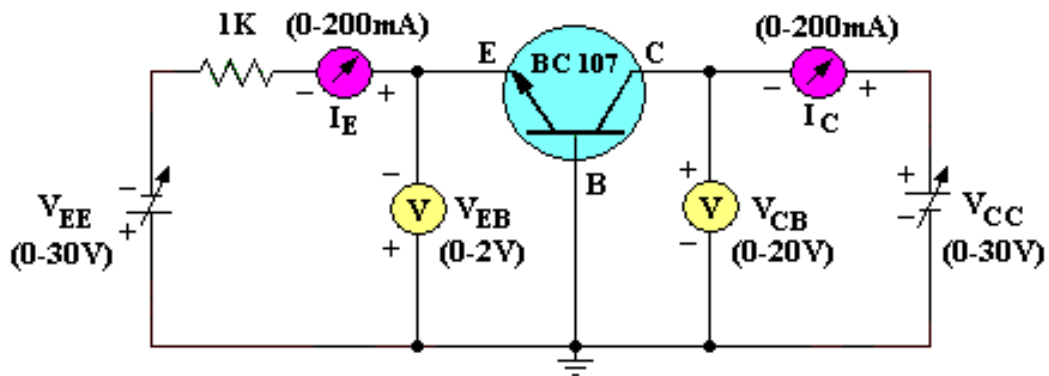 1K
(0-200mA)
E
BC 107
C
(0-200mA)
− +
I_E
− +
I_C
B
−
V_EE
+
(0-30V)
−
V
V_EB
+
(0-2V)
+
V
V_CB
−
(0-20V)
+
V_CC
−
(0-30V)